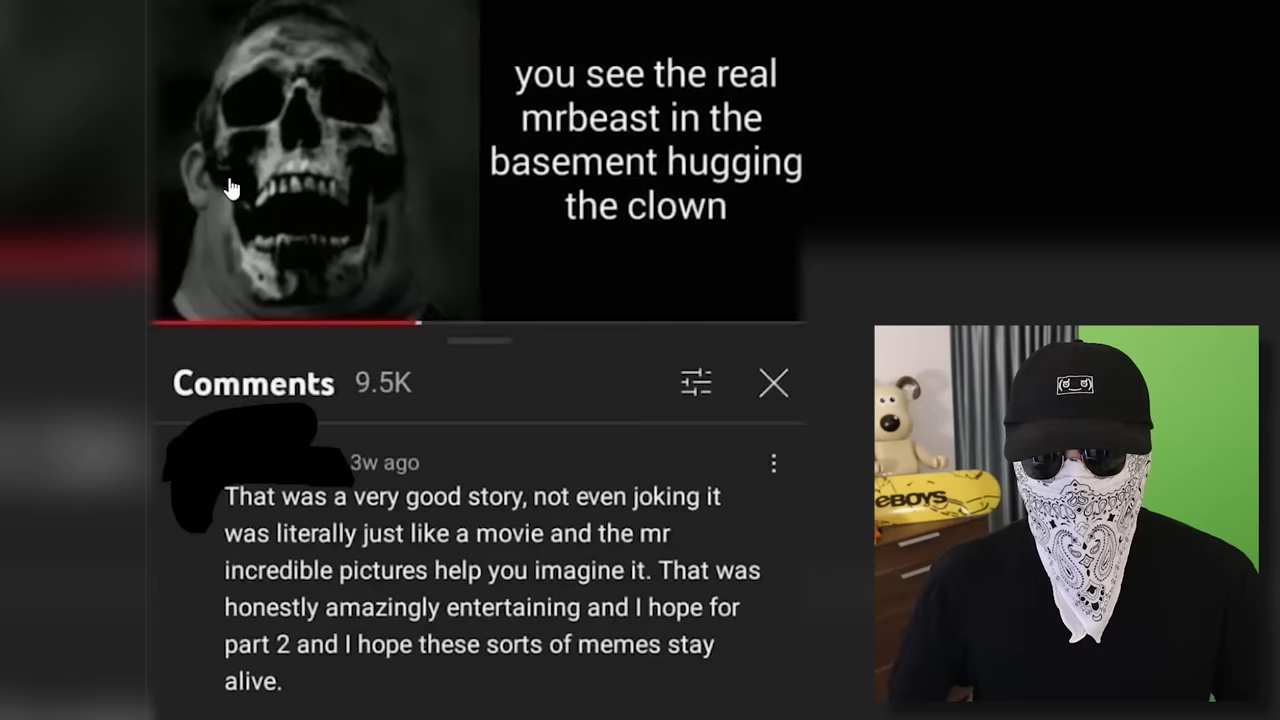 you see the real
mrbeast in the
basement hugging
the clown
Comments 9.5K
3w ago
That was a very good story, not even joking it
was literally just like a movie and the mr
incredible pictures help you imagine it. That was
honestly amazingly entertaining and I hope for
part 2 and I hope these sorts of memes stay
alive.
BOYS